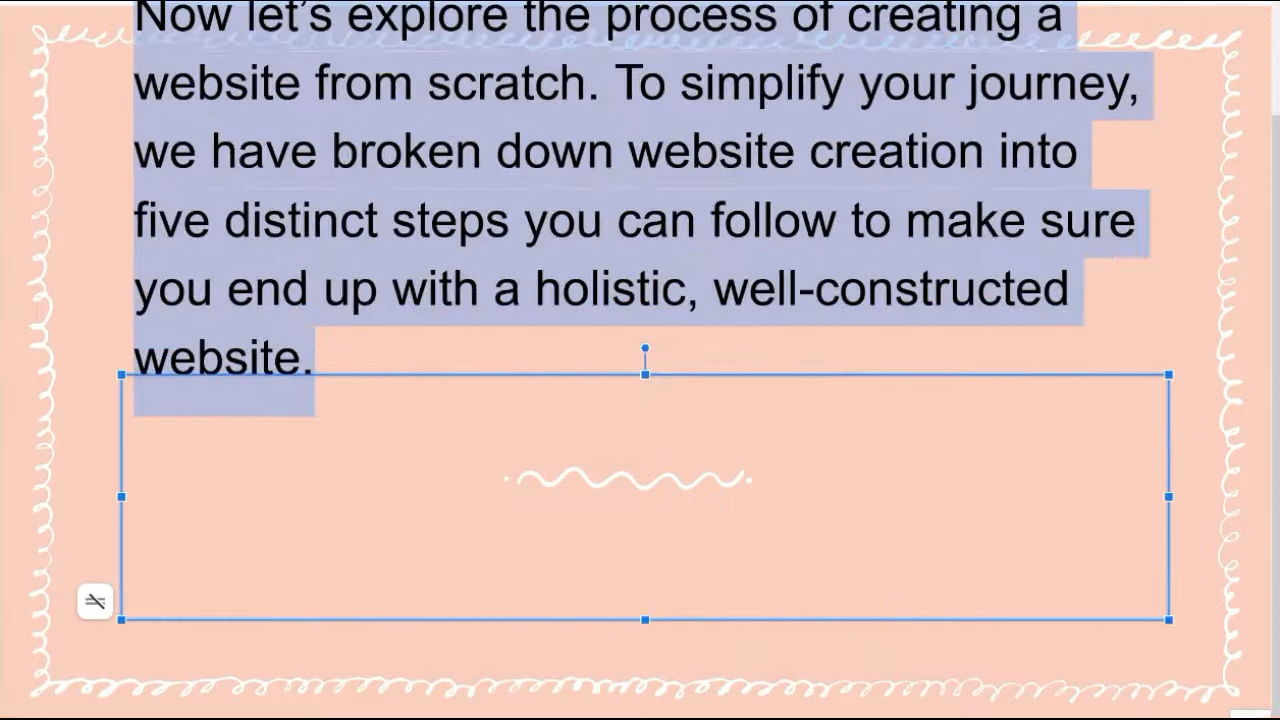 Now let's explore the process of creating a
website from scratch. To simplify your journey,
we have broken down website creation into
five distinct steps you can follow to make sure
you end up with a holistic, well-constructed
website.